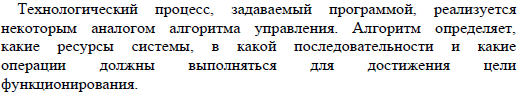 Технологический процесс, задаваемый программой, реализуется
некоторым аналогом алгоритма управления. Алгоритм определяет,
какие ресурсы системы, в какой последовательности и какие
операции должны выполняться для достижения цели
функционирования.